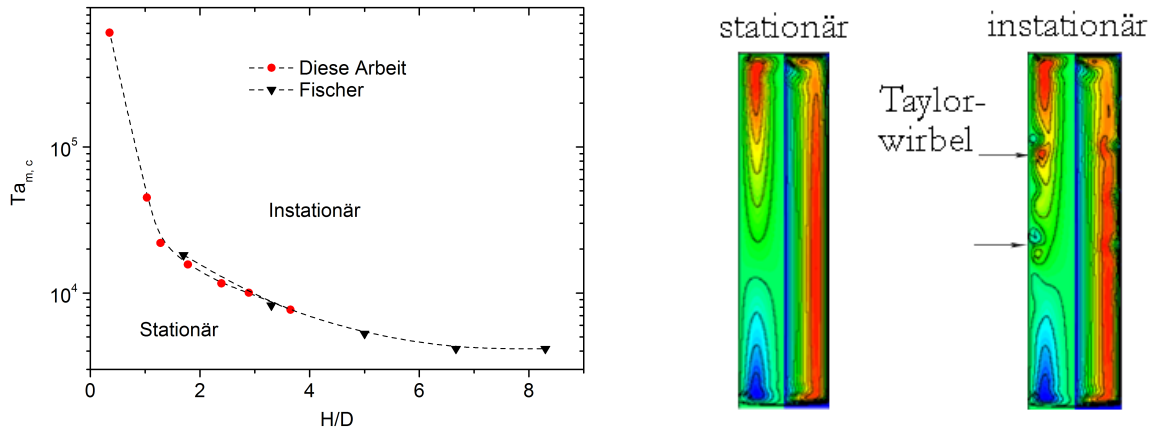 Ta_m, c
10^5
10^4
Diese Arbeit
Fischer
Instationär
Stationär
0 2 4 6 8
H/D
stationär
instationär
Taylor-
wirbel